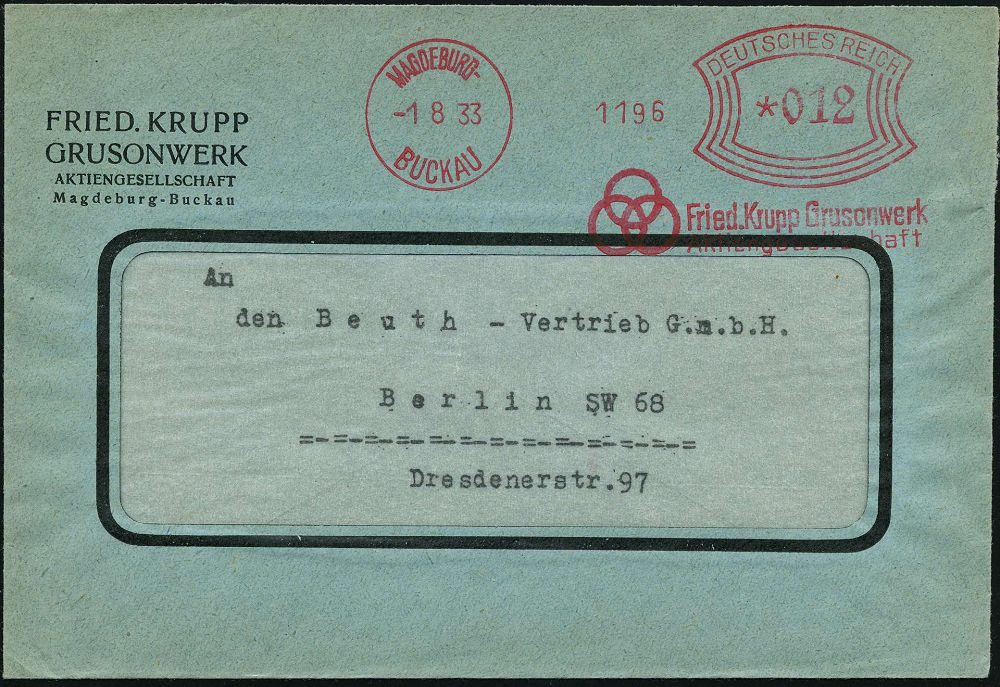 FRIED. KRUPP
GRUSONWERK
AKTIENGESELLSCHAFT
Magdeburg-Buckau
MAGDEBURG-
-1 8 33
BUCKAU
1196
DEUTSCHES REICH
*012
Fried. Krupp Grusonwerk
Aktiengesellschaft
An
den Beuth - Vertrieb G.m.b.H.
Berlin SW 68
=-=-=-=-=-=-=-=-=-=-=-=-=
Dresdenerstr.97